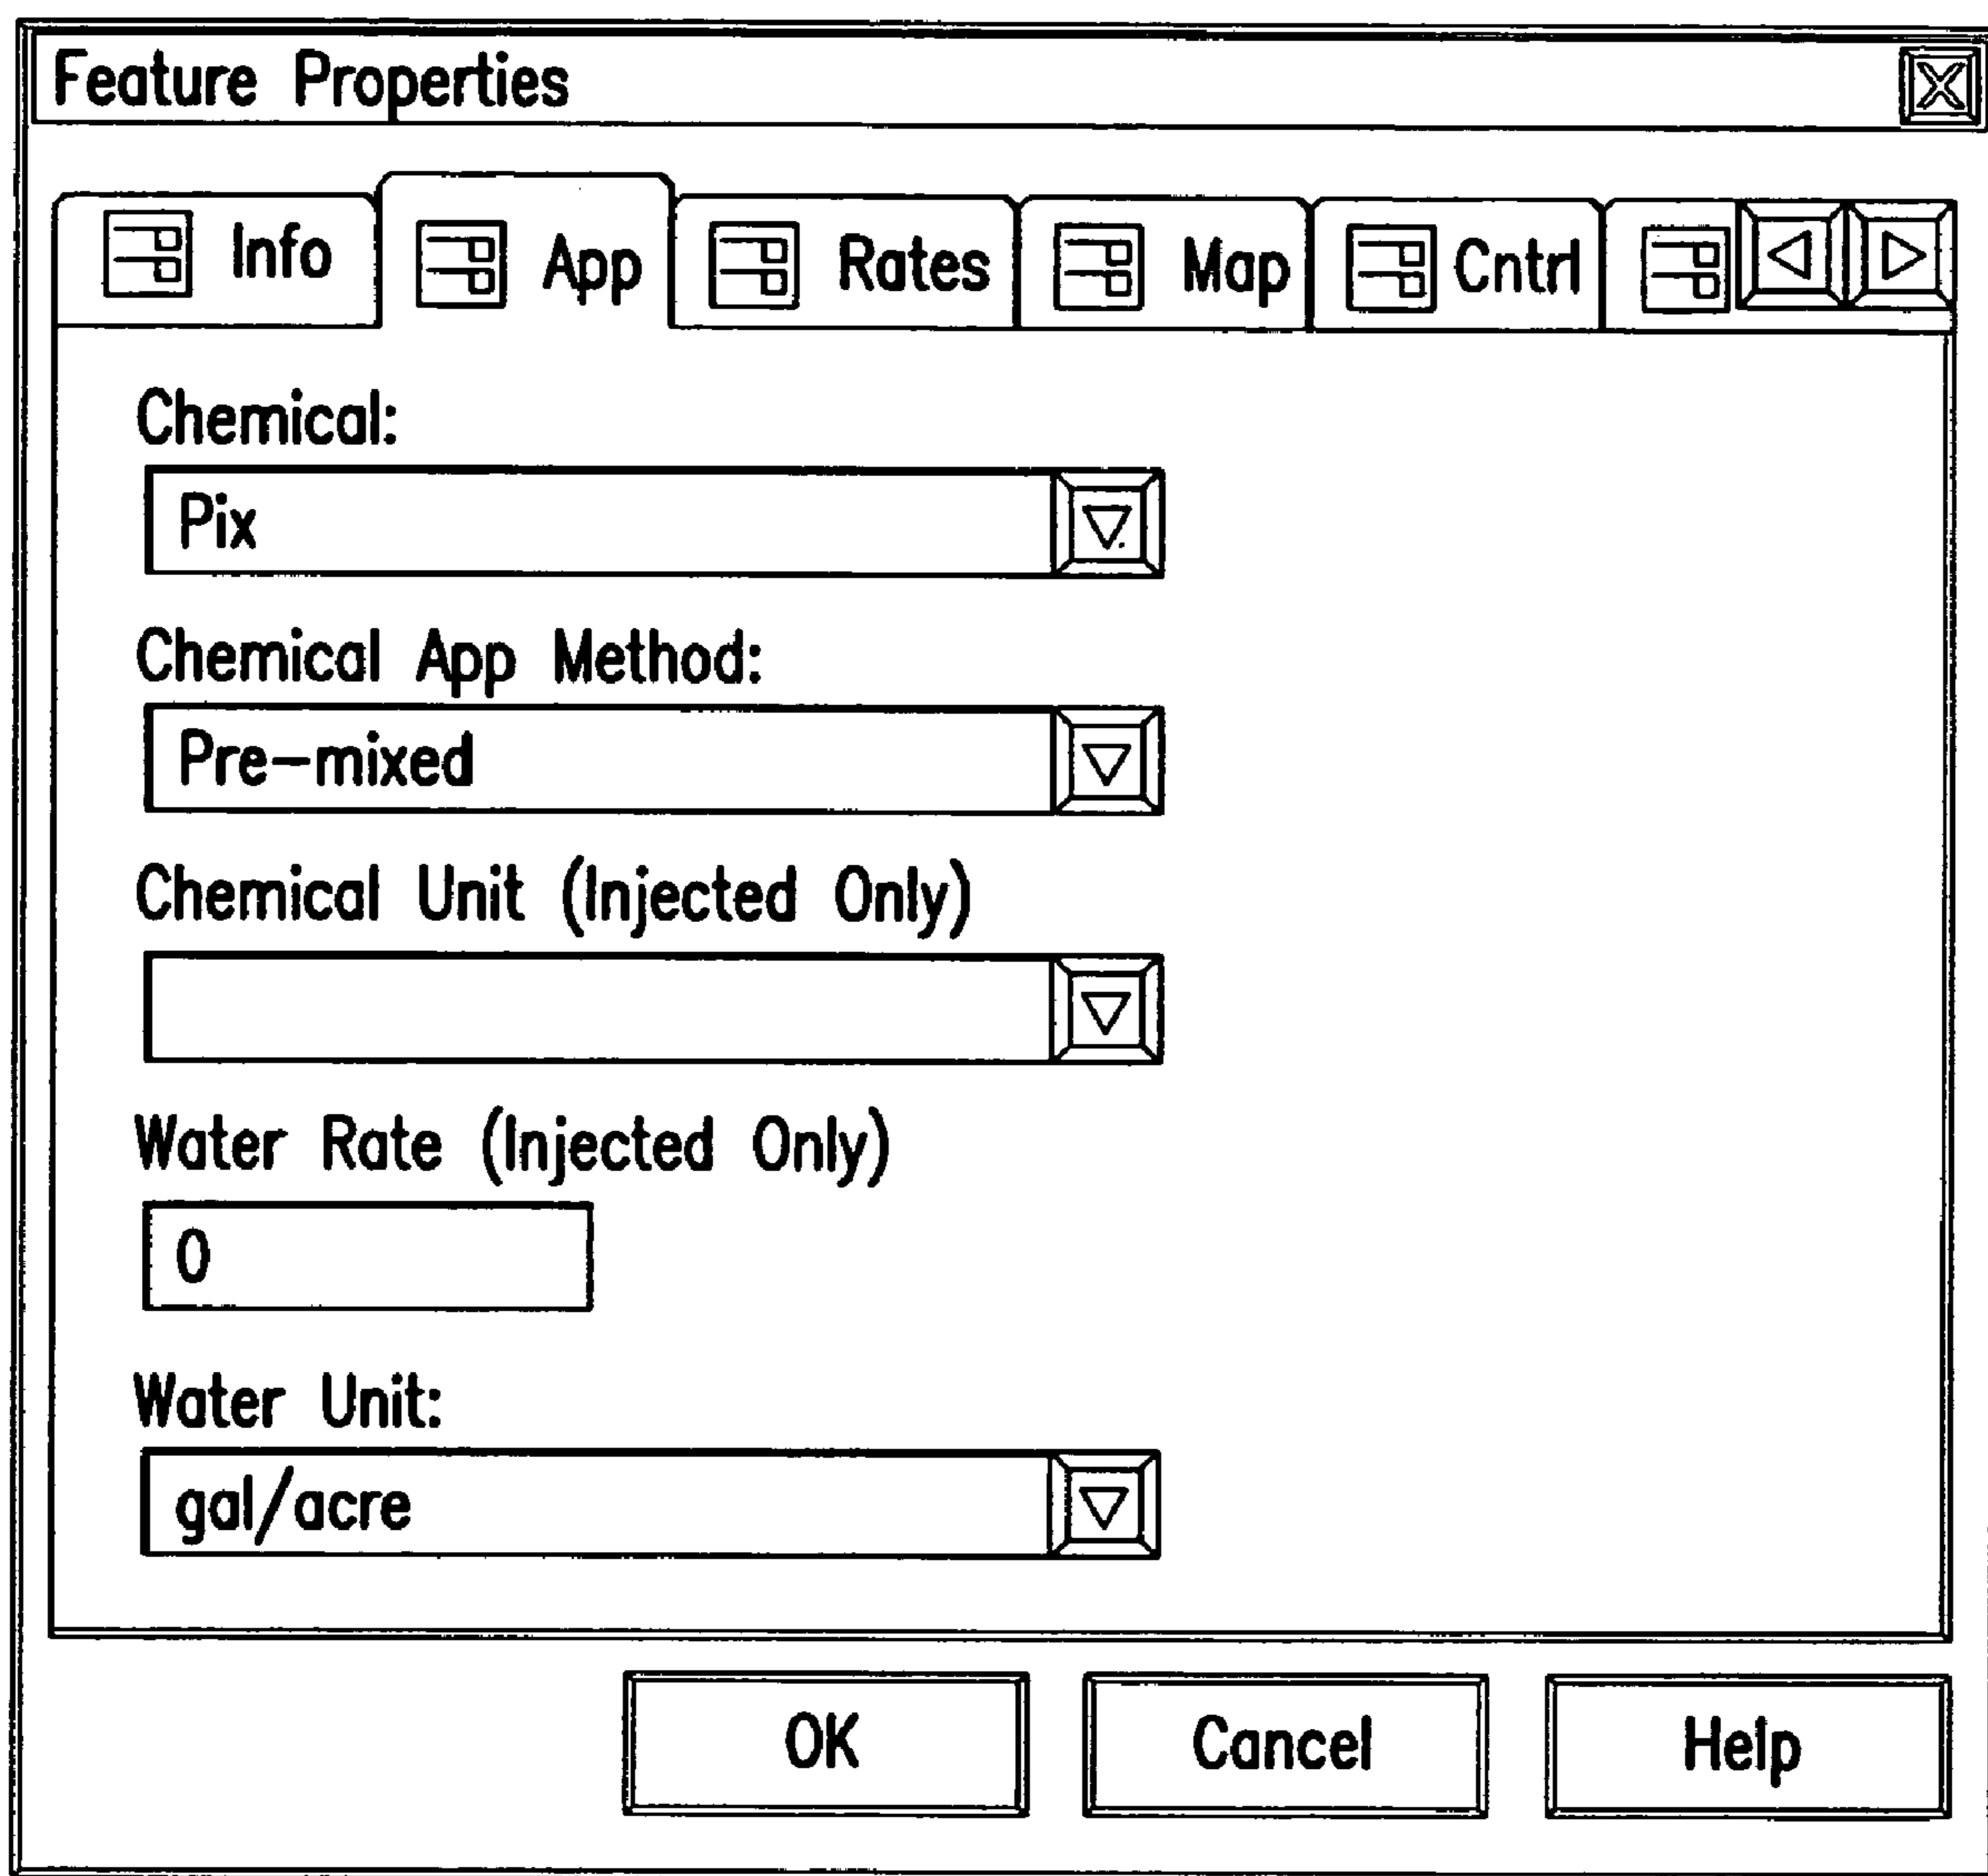 Feature Properties
Info App Rates Map Cntrl
Chemical:
Pix
Chemical App Method:
Pre-mixed
Chemical Unit (Injected Only)
Water Rate (Injected Only)
0
Water Unit:
gal/acre
OK Cancel Help